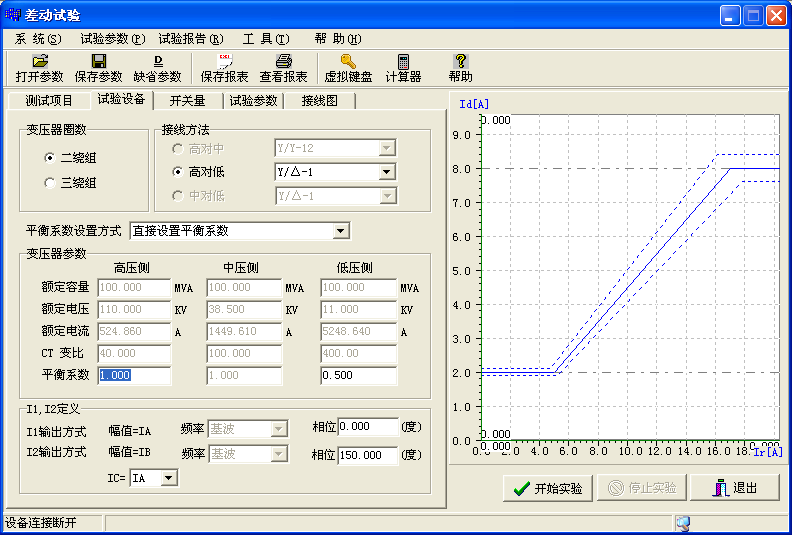 差动试验
系 统(S) 试验参数(P) 试验报告(R) 工 具(T) 帮 助(H)
打开参数 保存参数 缺省参数 保存报表 查看报表 虚拟键盘 计算器 帮助
测试项目 试验设备 开关量 试验参数 接线图
变压器圈数
二绕组
三绕组
接线方法
高对中 Y/Y-12
高对低 Y/△-1
中对低 Y/△-1
平衡系数设置方式 直接设置平衡系数
变压器参数
高压侧 中压侧 低压侧
额定容量 100.000 MVA 100.000 MVA 100.000 MVA
额定电压 110.000 KV 38.500 KV 11.000 KV
额定电流 524.860 A 1449.610 A 5248.640 A
CT 变比 40.000 100.000 400.00
平衡系数 1.000 1.000 0.500
I1,I2定义
I1输出方式 幅值=IA 频率 基波 相位 0.000 (度)
I2输出方式 幅值=IB 频率 基波 相位 150.000 (度)
IC= IA
Id[A]
0.000
9.0
8.0
7.0
6.0
5.0
4.0
3.0
2.0
1.0
0.000
0.0
0.000
2.0 4.0 6.0 8.0 10.0 12.0 14.0 16.0 18.0
Ir[A]
开始实验 停止实验 退出
设备连接断开